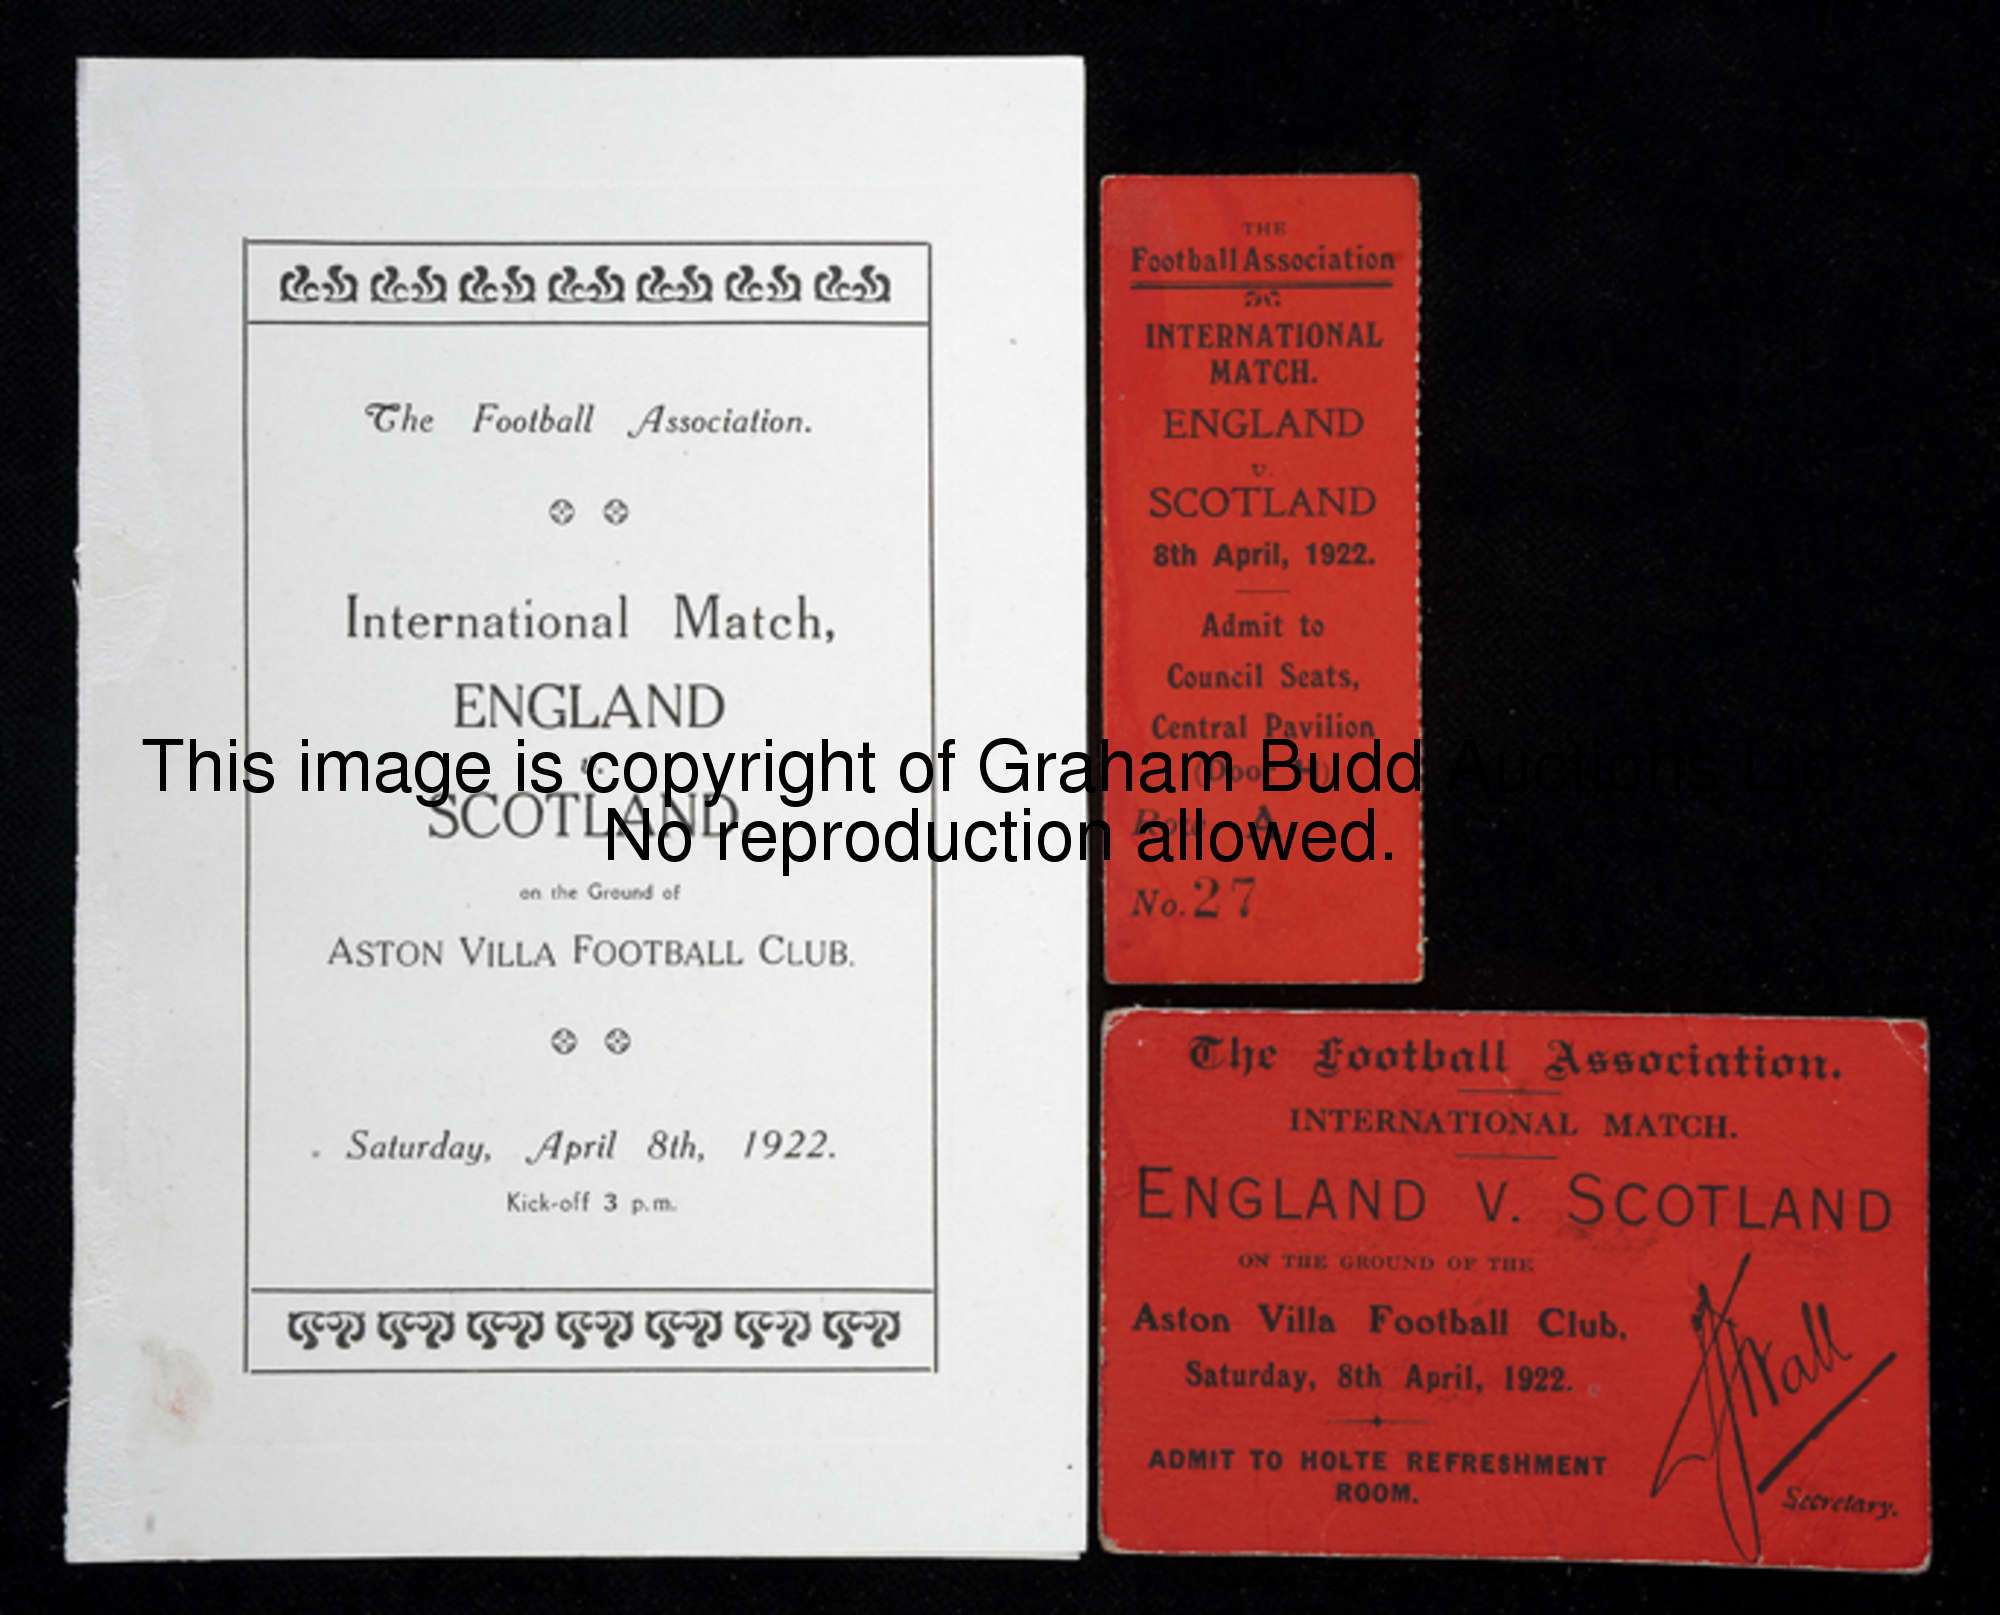 The Football Association.
International Match,
ENGLAND
v.
SCOTLAND
on the Ground of
ASTON VILLA FOOTBALL CLUB.
Saturday, April 8th, 1922.
Kick-off 3 p.m.
THE
Football Association
INTERNATIONAL
MATCH.
ENGLAND
v.
SCOTLAND
8th April, 1922.
Admit to
Council Seats,
Central Pavilion
(Door H)
Row A
No. 27
The Football Association.
INTERNATIONAL MATCH.
ENGLAND V. SCOTLAND
ON THE GROUND OF THE
Aston Villa Football Club.
Saturday, 8th April, 1922.
ADMIT TO HOLTE REFRESHMENT
ROOM.
FJWall
Secretary.
This image is copyright of Graham Budd Auctions
No reproduction allowed.